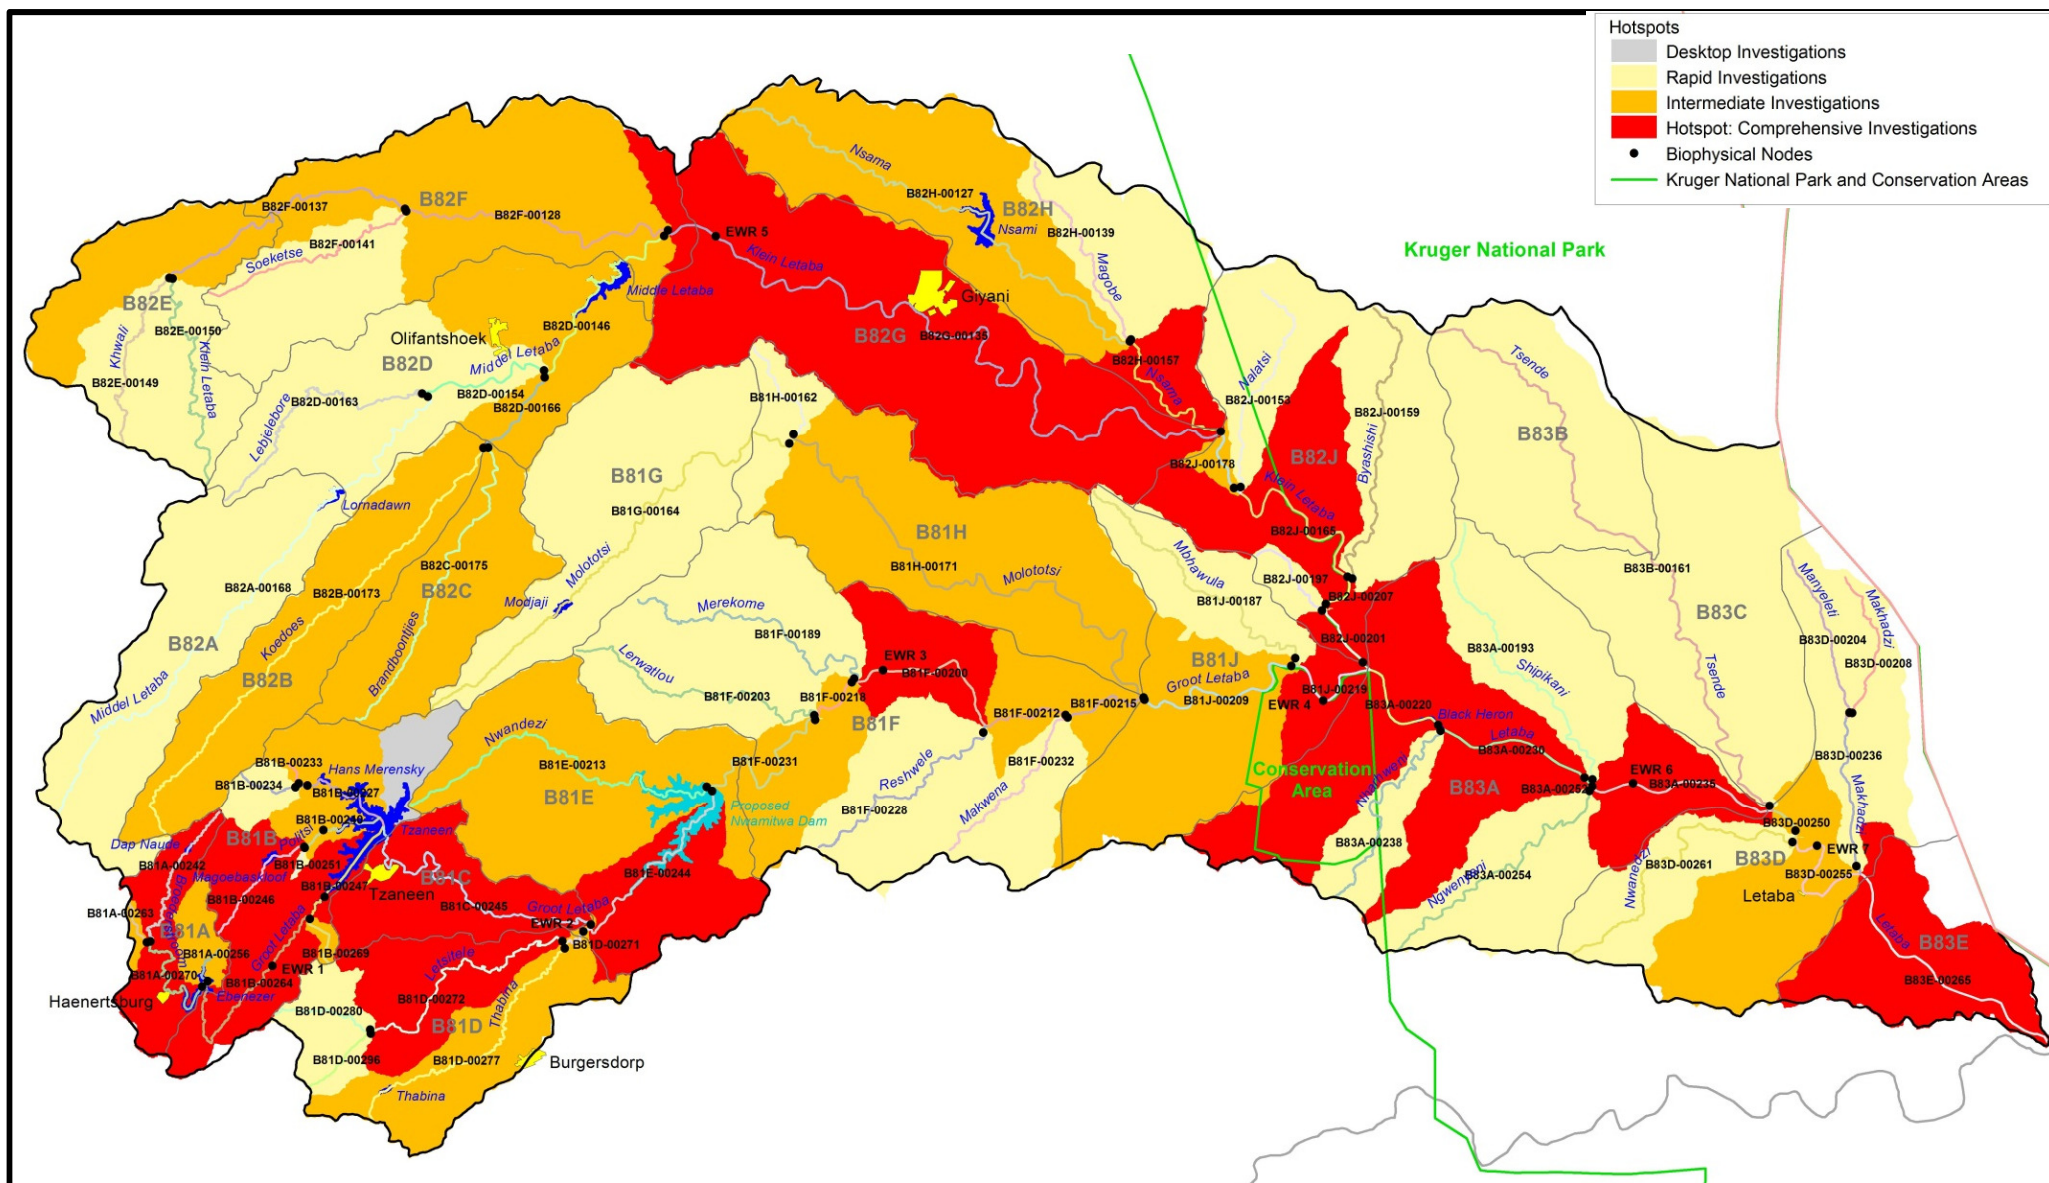 Hotspots
Desktop Investigations
Rapid Investigations
Intermediate Investigations
Hotspot: Comprehensive Investigations
Biophysical Nodes
Kruger National Park and Conservation Areas
Kruger National Park
Nsama
B82H-00127
B82H
Nsami
B82H-00139
Magobe
B82F-00137
B82F
B82F-00128
B82F-00141
Soeketse
EWR 5
Klein Letaba
Middle Letaba
Giyani
B82G
B82G-00135
B82E
B82E-00150
Khwali
Klein Letaba
B82E-00149
Olifantshoek
B82D-00146
Middel Letaba
B82D
B82D-00154
B82D-00163
B82D-00166
Lebjelebore
B82H-00157
Nsama
Nalatsi
B82J-00153
B82J-00159
Byashishi
B82J
B82J-00178
Klein Letaba
B82J-00165
Tsende
B83B
B83B-00161
B83C
Tsende
Manyeleti
Makhadzi
B83D-00204
B83D-00208
B83D-00236
Makhadzi
B81H-00162
B81G
B81G-00164
Molototsi
Modjaji
B81H
B81H-00171
Molototsi
Lornadawn
B82A-00168
B82A
Middel Letaba
B82B-00173
Koedoes
B82B
B82C-00175
B82C
Brandboontjies
Mbhawula
B81J-00187
B82J-00197
B82J-00207
B82J-00201
Merekome
B81F-00189
Lerwatlou
B81F-00203
B81F-00218
EWR 3
B81F-00200
B81F
B81F-00212
B81F-00215
B81J
Groot Letaba
B81J-00209
B81J-00219
EWR 4
B83A-00220
B83A-00193
Shipikani
Black Heron
Letaba
B83A-00230
B83A
B83A-00252
EWR 6
B83A-00235
Conservation
Area
Nhlahweni
B83A-00238
B83A-00254
Ngwenyeni
Nwanedzi
B83D-00261
B83D-00250
B83D
EWR 7
B83D-00255
Letaba
Letaba
B83E
B83E-00265
B81F-00231
Reshwele
B81F-00228
B81F-00232
Makwena
Nwandezi
B81E-00213
B81E
Proposed
Nwamitwa Dam
B81E-00244
B81B-00233
Hans Merensky
B81B-00234
B81B-00227
B81B-00240
Tzaneen
Dap Naude
B81B
Politsi
B81A-00242
B81B-00251
Magoebaskloof
B81B-00247
B81B-00246
Tzaneen
B81C
B81C-00245
Groot Letaba
EWR 2
B81D-00271
B81A-00263
Broederstroom
B81A
B81A-00256
Groot Letaba
B81B-00269
EWR 1
B81A-00270
B81B-00264
Ebenezer
Haenertsburg
Letsitele
B81D-00272
B81D-00280
B81D
Thabina
B81D-00277
B81D-00296
Burgersdorp
Thabina